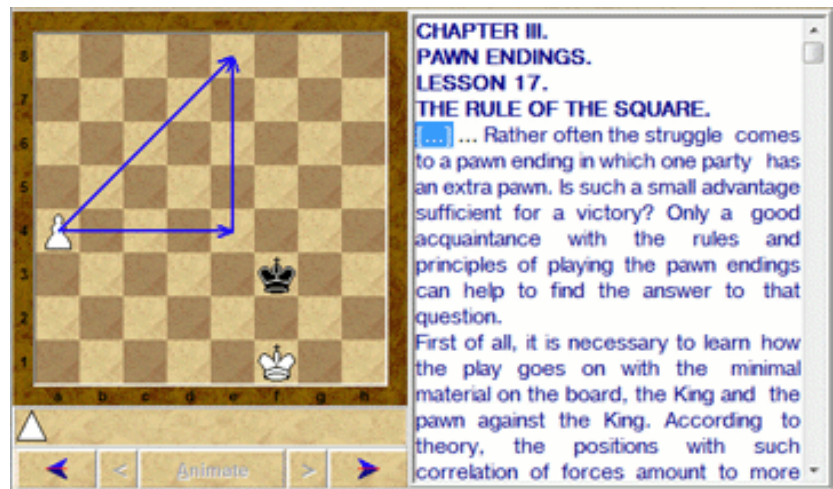 CHAPTER III.
PAWN ENDINGS.
LESSON 17.
THE RULE OF THE SQUARE.
[...] ... Rather often the struggle comes
to a pawn ending in which one party has
an extra pawn. Is such a small advantage
sufficient for a victory? Only a good
acquaintance with the rules and
principles of playing the pawn endings
can help to find the answer to that
question.
First of all, it is necessary to learn how
the play goes on with the minimal
material on the board, the King and the
pawn against the King. According to
theory, the positions with such
correlation of forces amount to more
8
7
6
5
4
3
2
1
a b c d e f g h
< Animate >